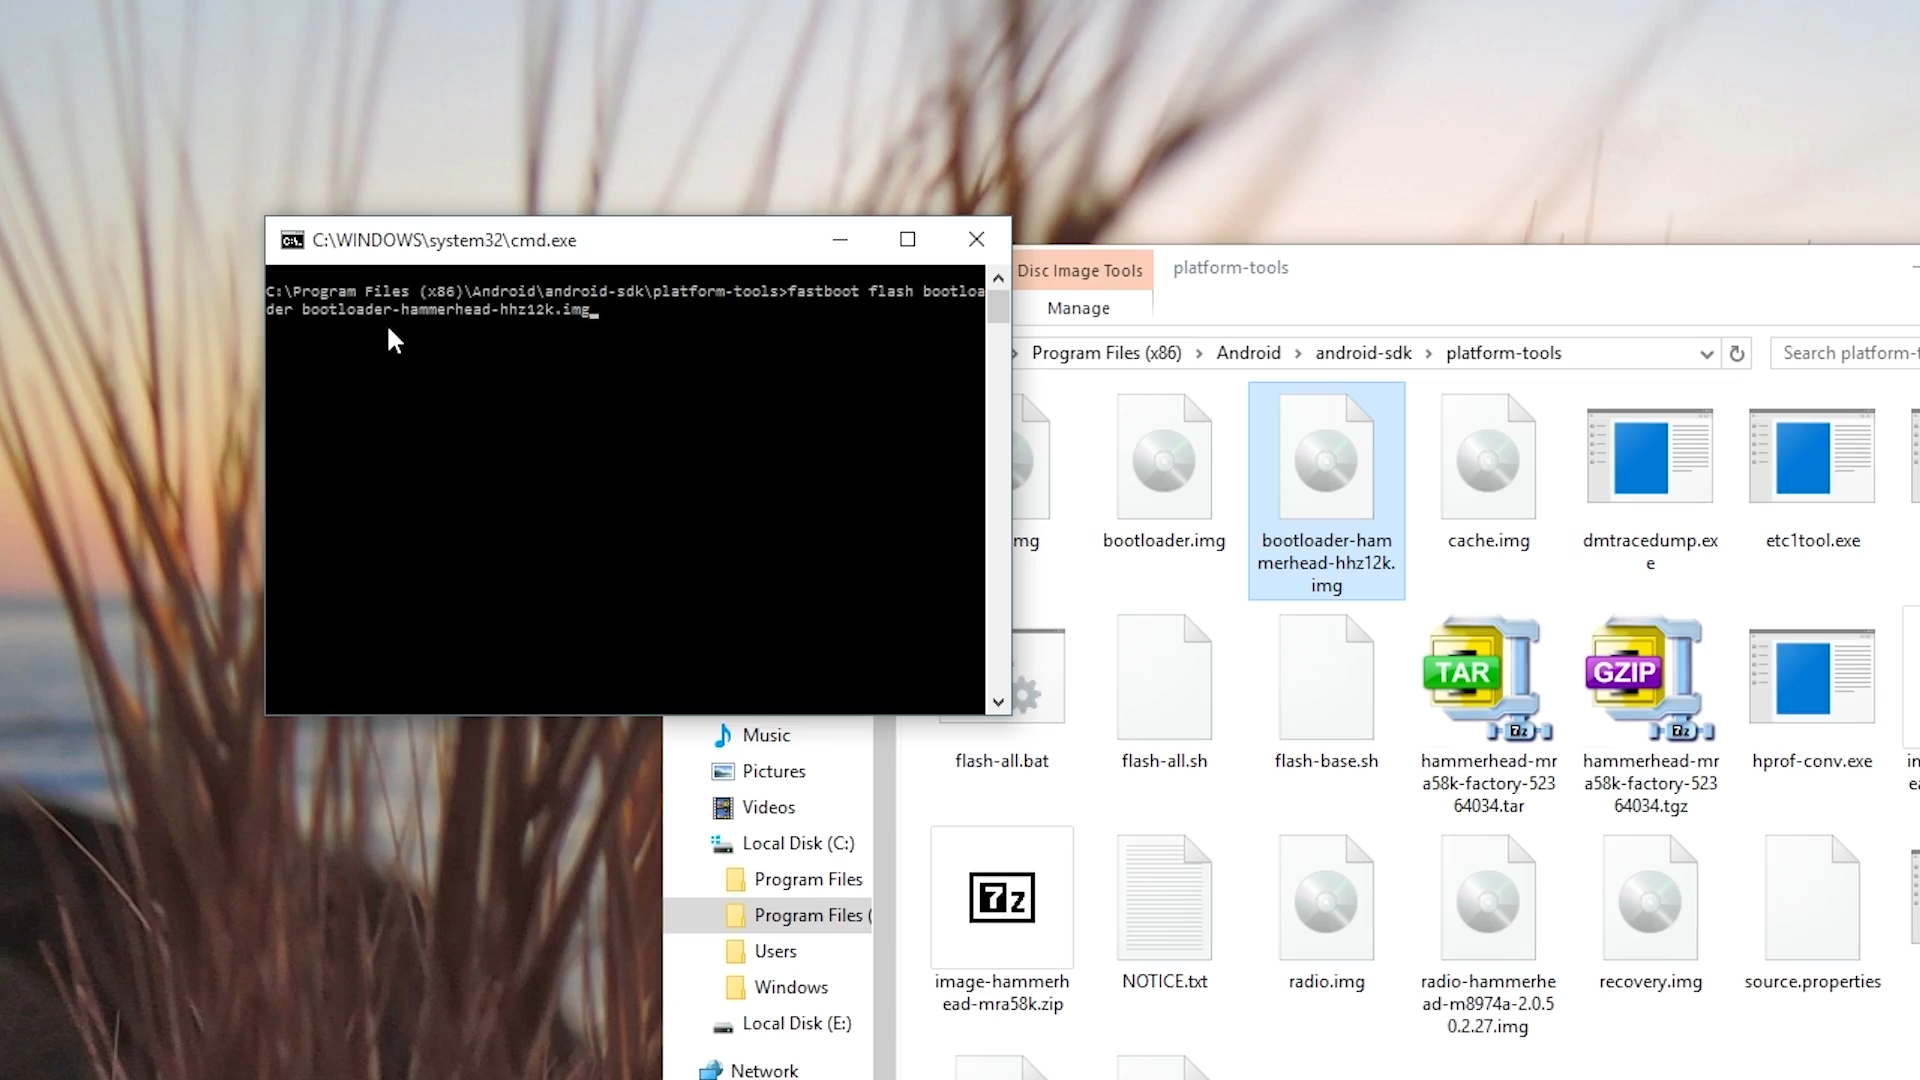 C:\WINDOWS\system32\cmd.exe
C:\Program Files (x86)\Android\android-sdk\platform-tools>fastboot flash bootloa
der bootloader-hammerhead-hhz12k.img
Disc Image Tools
platform-tools
Manage
Program Files (x86) > Android > android-sdk > platform-tools
Search platform-t
mg
bootloader.img
bootloader-ham
merhead-hhz12k.
img
cache.img
dmtracedump.ex
e
etc1tool.exe
flash-all.bat
flash-all.sh
flash-base.sh
TAR
7z
hammerhead-mr
a58k-factory-523
64034.tar
GZIP
7z
hammerhead-mr
a58k-factory-523
64034.tgz
hprof-conv.exe
7z
image-hammerh
ead-mra58k.zip
NOTICE.txt
radio.img
radio-hammerhe
ad-m8974a-2.0.5
0.2.27.img
recovery.img
source.properties
Music
Pictures
Videos
Local Disk (C:)
Program Files
Program Files (
Users
Windows
Local Disk (E:)
Network